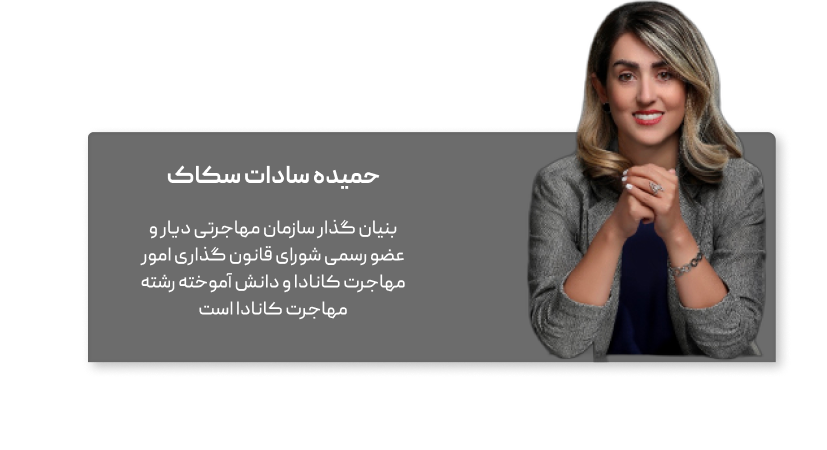 حمیده سادات سکاک
بنیان گذار سازمان مهاجرتی دیار و
عضو رسمی شورای قانون گذاری امور
مهاجرت کانادا و دانش آموخته رشته
مهاجرت کانادا است